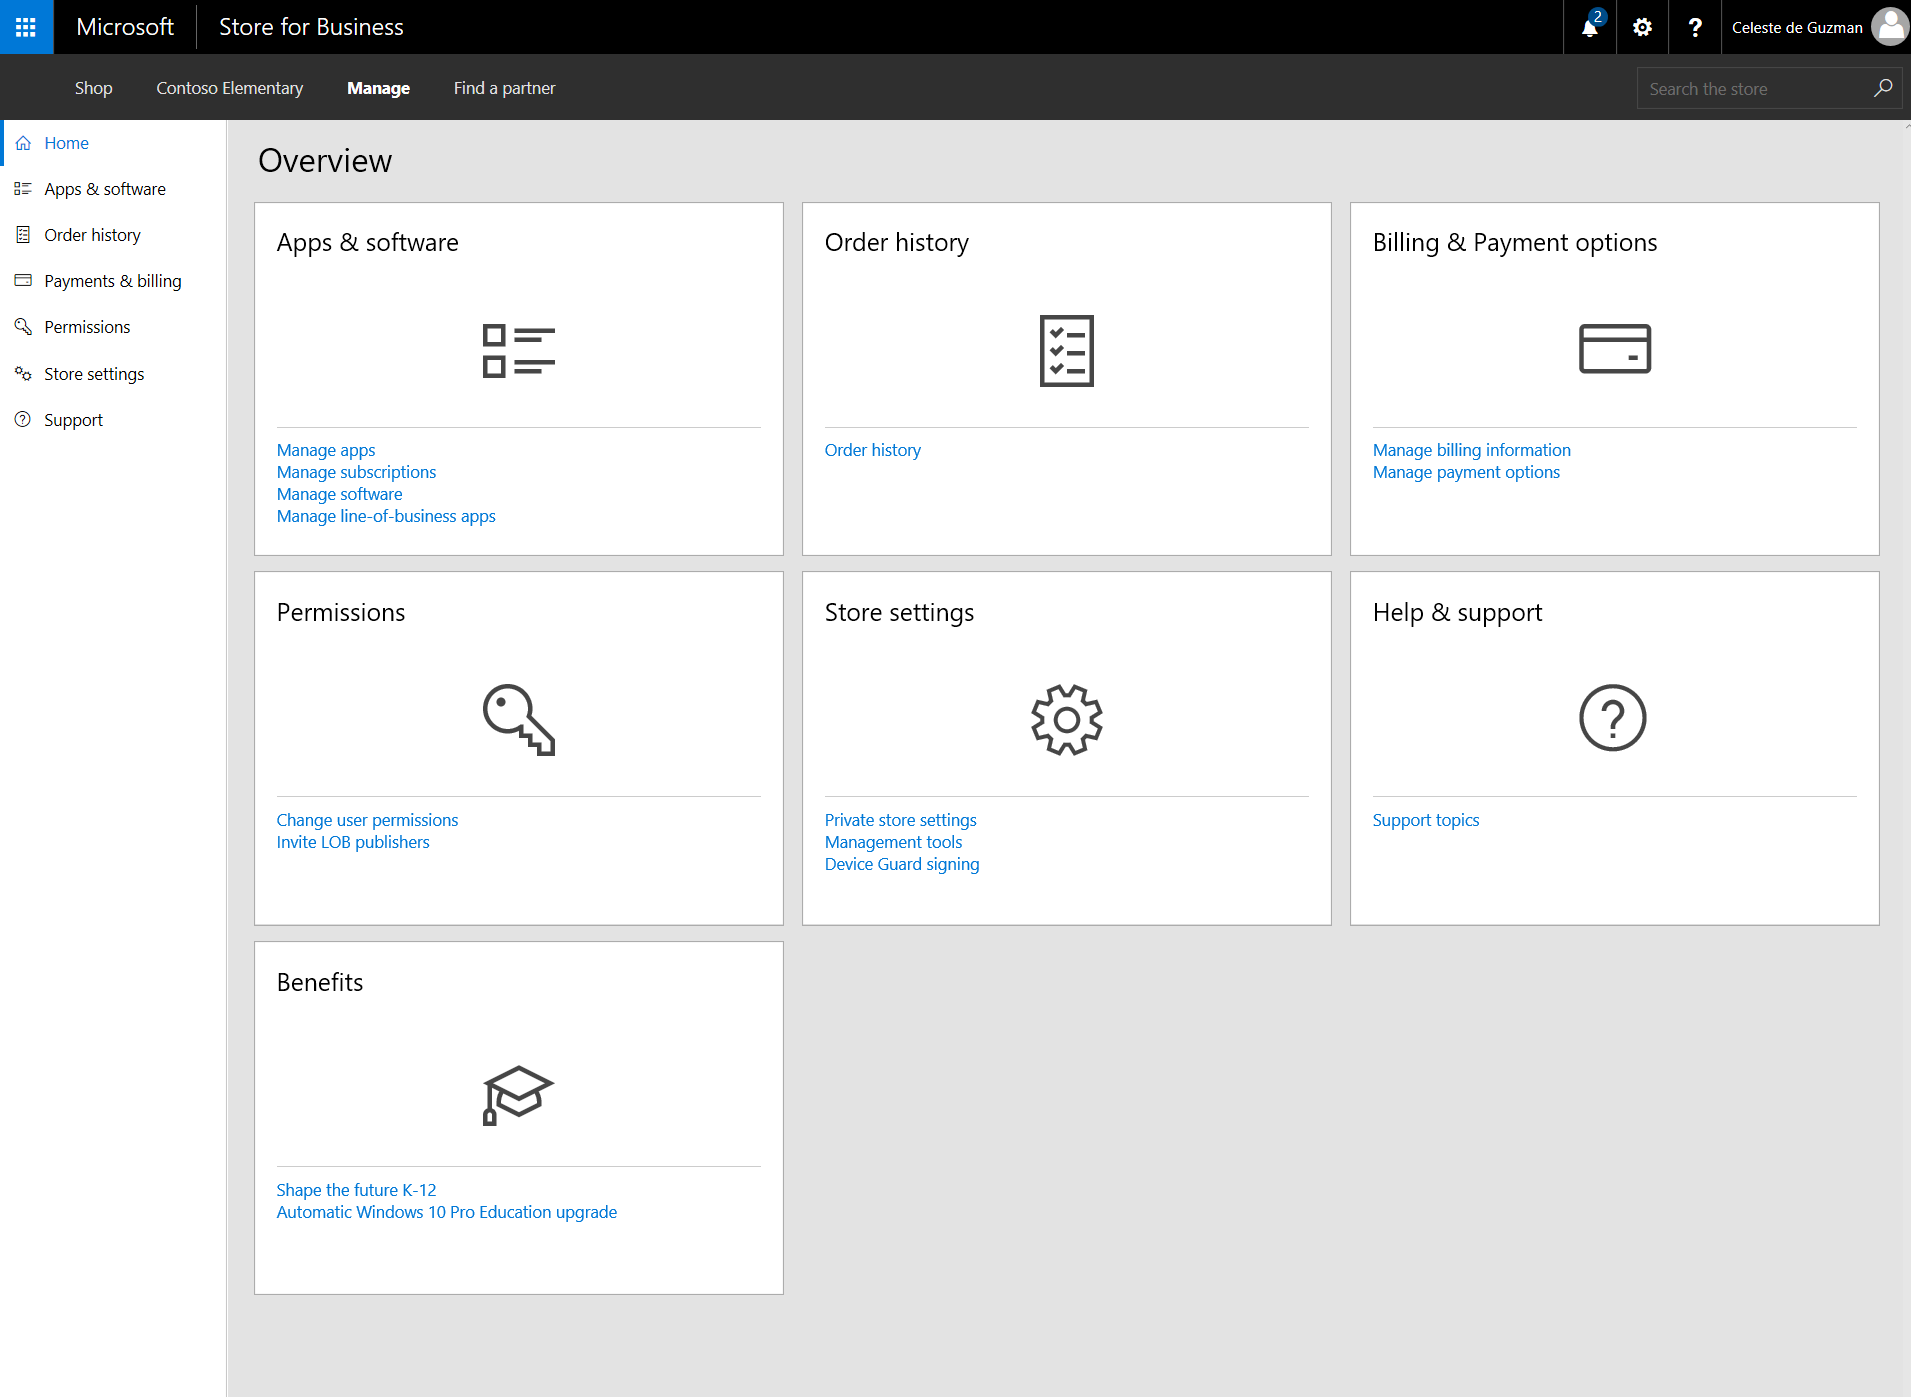 Microsoft
Store for Business
2
?
Celeste de Guzman
Shop
Contoso Elementary
Manage
Find a partner
Search the store
Home
Apps & software
Order history
Payments & billing
Permissions
Store settings
Support
Overview
Apps & software
Manage apps
Manage subscriptions
Manage software
Manage line-of-business apps
Order history
Order history
Billing & Payment options
Manage billing information
Manage payment options
Permissions
Change user permissions
Invite LOB publishers
Store settings
Private store settings
Management tools
Device Guard signing
Help & support
?
Support topics
Benefits
Shape the future K-12
Automatic Windows 10 Pro Education upgrade